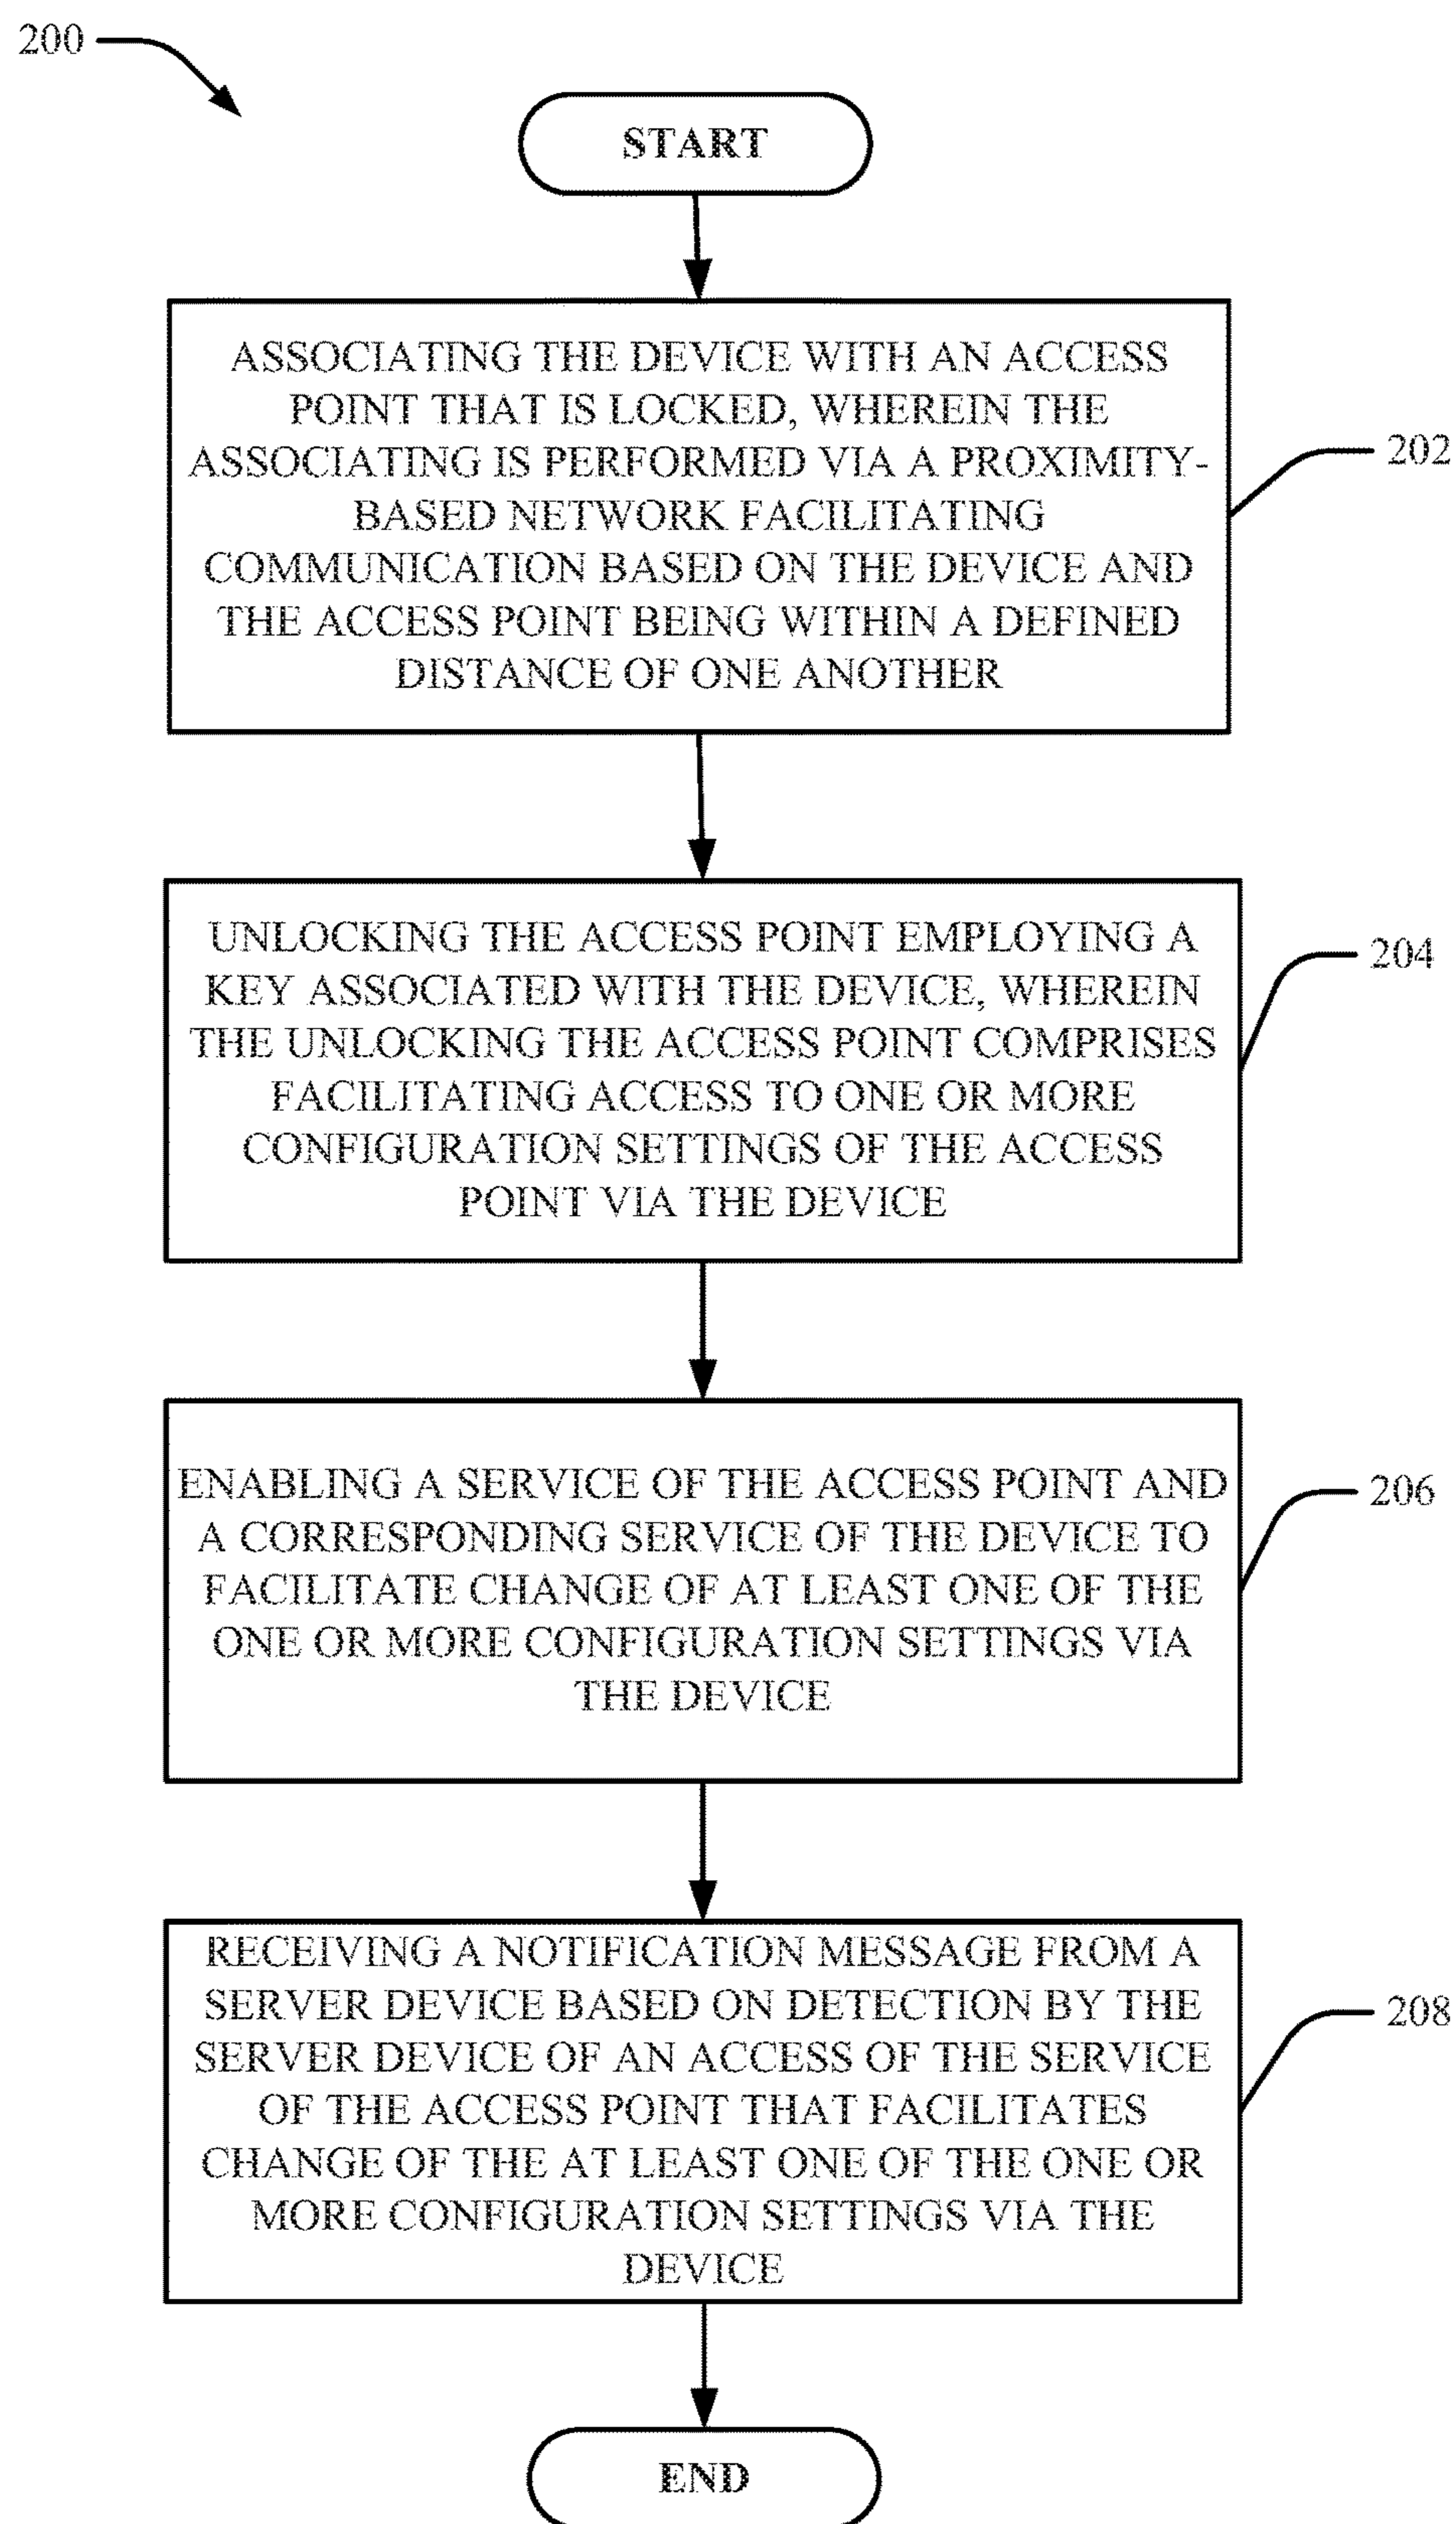 200
START
ASSOCIATING THE DEVICE WITH AN ACCESS
POINT THAT IS LOCKED, WHEREIN THE
ASSOCIATING IS PERFORMED VIA A PROXIMITY-
BASED NETWORK FACILITATING
COMMUNICATION BASED ON THE DEVICE AND
THE ACCESS POINT BEING WITHIN A DEFINED
DISTANCE OF ONE ANOTHER
202
UNLOCKING THE ACCESS POINT EMPLOYING A
KEY ASSOCIATED WITH THE DEVICE, WHEREIN
THE UNLOCKING THE ACCESS POINT COMPRISES
FACILITATING ACCESS TO ONE OR MORE
CONFIGURATION SETTINGS OF THE ACCESS
POINT VIA THE DEVICE
204
ENABLING A SERVICE OF THE ACCESS POINT AND
A CORRESPONDING SERVICE OF THE DEVICE TO
FACILITATE CHANGE OF AT LEAST ONE OF THE
ONE OR MORE CONFIGURATION SETTINGS VIA
THE DEVICE
206
RECEIVING A NOTIFICATION MESSAGE FROM A
SERVER DEVICE BASED ON DETECTION BY THE
SERVER DEVICE OF AN ACCESS OF THE SERVICE
OF THE ACCESS POINT THAT FACILITATES
CHANGE OF THE AT LEAST ONE OF THE ONE OR
MORE CONFIGURATION SETTINGS VIA THE
DEVICE
208
END